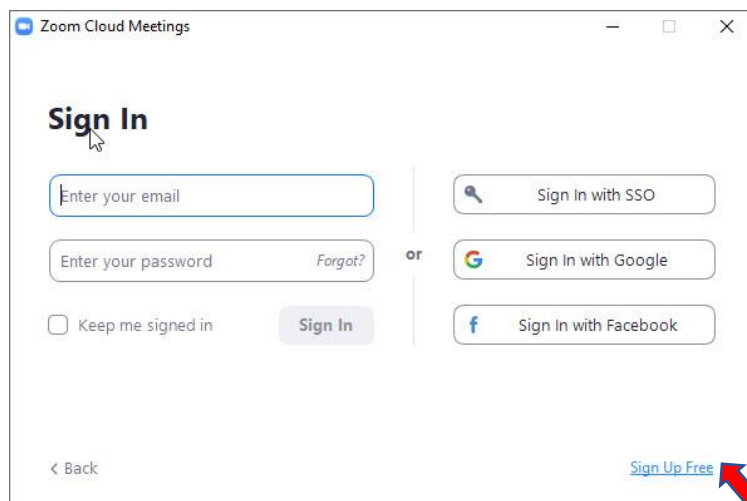 Zoom Cloud Meetings
Sign In
Enter your email
Enter your password Forgot?
Keep me signed in Sign In
or
Sign In with SSO
Sign In with Google
Sign In with Facebook
< Back
Sign Up Free